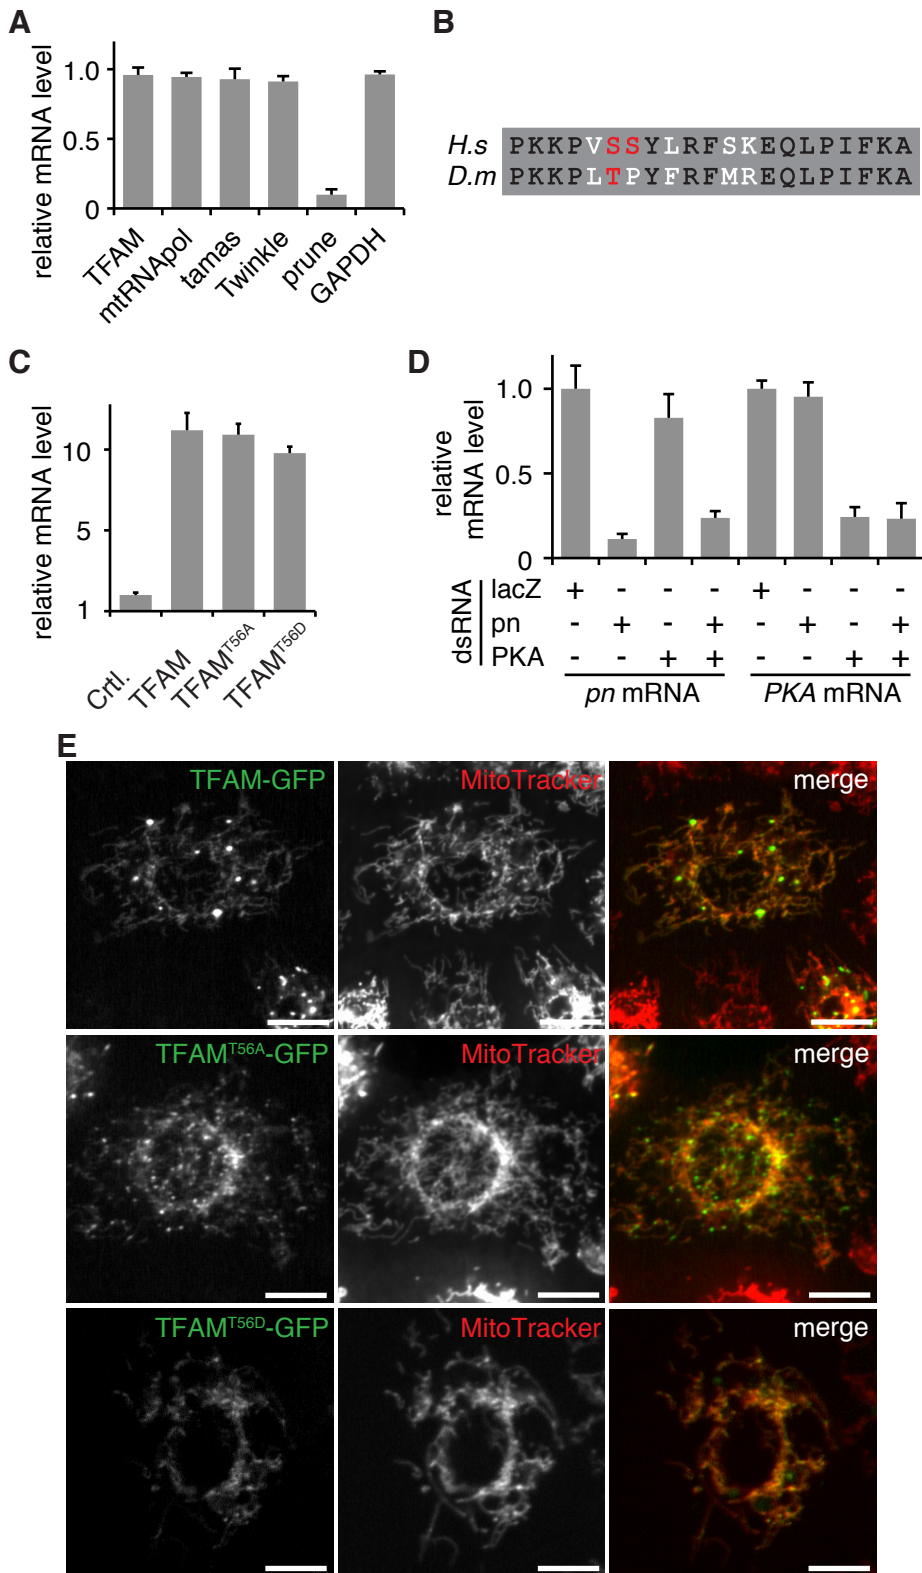 A
relative mRNA level
1.0
0.5
0
TFAM
mtRNApol
tamas
Twinkle
prune
GAPDH
B
H.s PKKPVSSYLRFSKEQLPIFKA
D.m PKKPLTPYFRFMREQLPIFKA
C
relative mRNA level
10
5
1
Crtl.
TFAM
TFAMT56A
TFAMT56D
D
relative
mRNA level
1.0
0.5
0
dsRNA
lacZ + - - - + - - -
pn - + - + - + - +
PKA - - + + - - + +
pn mRNA PKA mRNA
E
TFAM-GFP MitoTracker merge
TFAMT56A-GFP MitoTracker merge
TFAMT56D-GFP MitoTracker merge